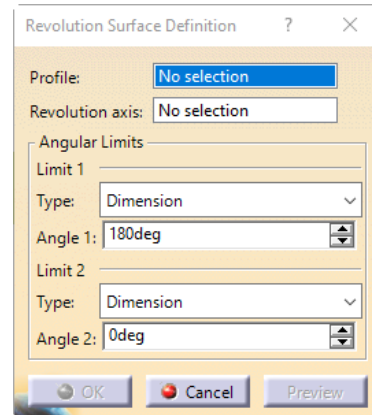 Revolution Surface Definition ? ×
Profile: No selection
Revolution axis: No selection
Angular Limits
Limit 1
Type: Dimension
Angle 1: 180deg
Limit 2
Type: Dimension
Angle 2: 0deg
OK Cancel Preview